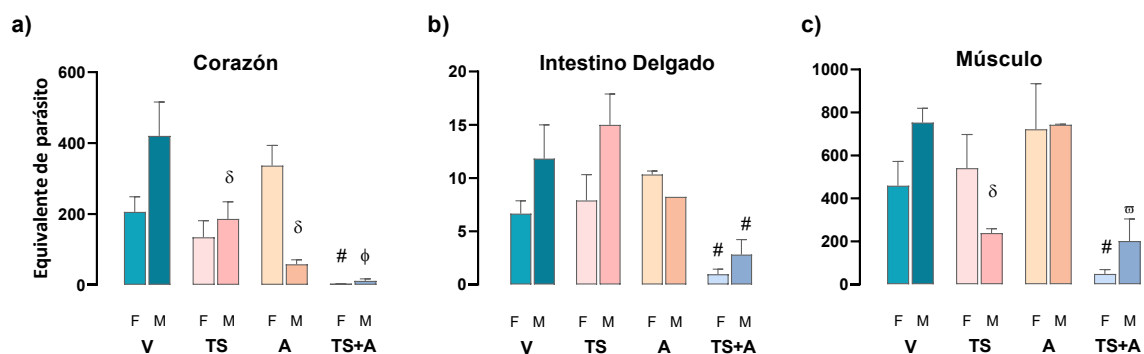 a)
Corazón
Equivalente de parásito
600
400
200
0
δ
δ
#
ϕ
F M F M F M F M
V TS A TS+A
b)
Intestino Delgado
20
15
10
5
0
#
#
F M F M F M F M
V TS A TS+A
c)
Músculo
1000
800
600
400
200
0
δ
#
ϖ
F M F M F M F M
V TS A TS+A